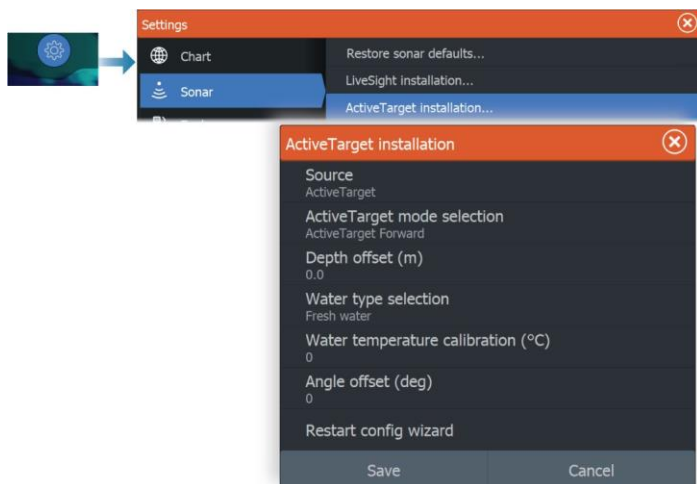 Settings
Chart
Restore sonar defaults...
LiveSight installation...
Sonar
ActiveTarget installation...
ActiveTarget installation
Source
ActiveTarget
ActiveTarget mode selection
ActiveTarget Forward
Depth offset (m)
0.0
Water type selection
Fresh water
Water temperature calibration (°C)
0
Angle offset (deg)
0
Restart config wizard
Save
Cancel